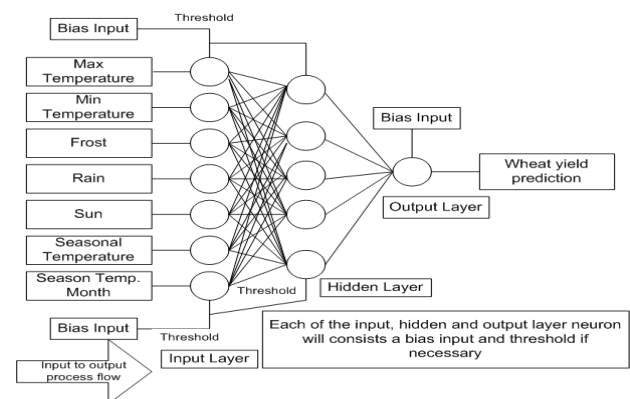 Threshold
Bias Input
Max
Temperature
Min
Temperature
Frost
Rain
Sun
Seasonal
Temperature
Season Temp.
Month
Bias Input
Threshold
Threshold
Input Layer
Hidden Layer
Bias Input
Output Layer
Wheat yield
prediction
Each of the input, hidden and output layer neuron
will consists a bias input and threshold if
necessary
Input to output
process flow